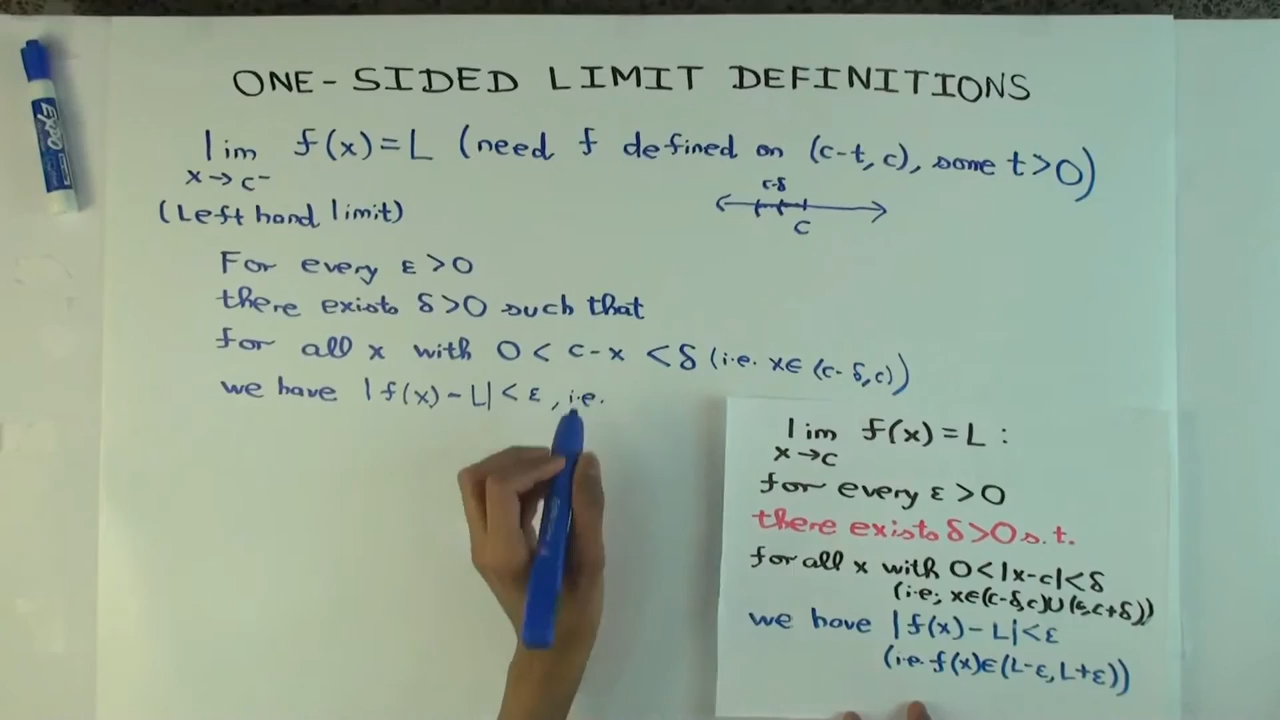 ONE-SIDED LIMIT DEFINITIONS
lim f(x)=L (need f defined on (c-t, c), some t>0)
x→c⁻
(Left hand limit)
c-δ
c
For every ε>0
there exists δ>0 such that
for all x with 0 < c-x < δ (i.e. x∈ (c-δ,c))
we have |f(x)-L|<ε, i.e.
lim f(x)=L:
x→c
for every ε>0
there exists δ>0 s.t.
for all x with 0<|x-c|<δ
(i.e; x∈(c-δ,c)∪(c,c+δ))
we have |f(x)-L|<ε
(i.e. f(x)∈(L-ε, L+ε))
EXPO